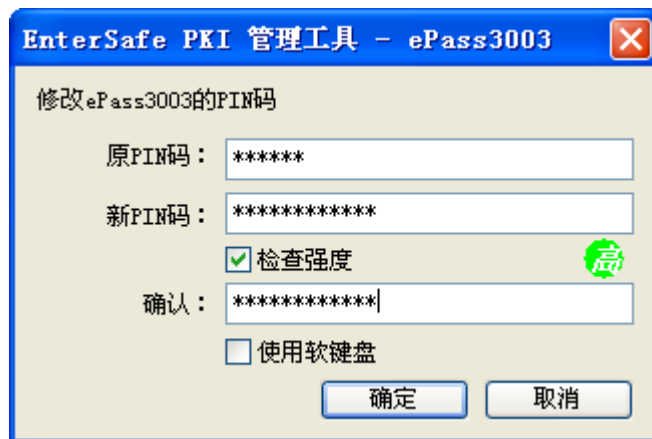 EnterSafe PKI 管理工具 - ePass3003
修改ePass3003的PIN码
原PIN码： ******
新PIN码： ************
检查强度 高
确认： ************
使用软键盘
确定 取消